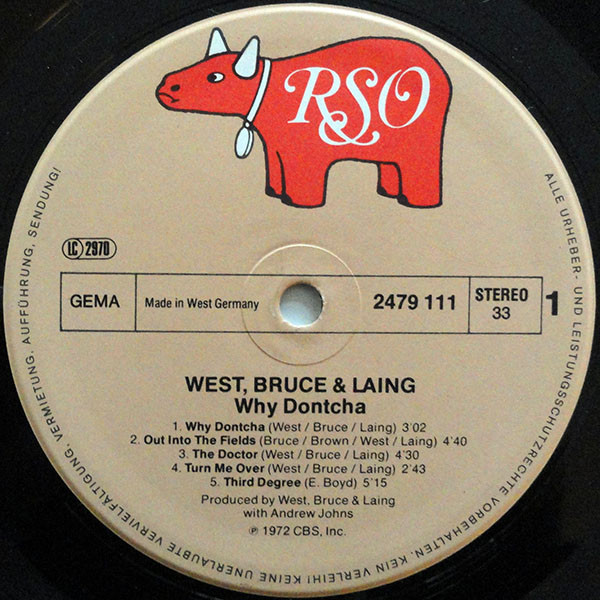 RSO
ALLE URHEBER- UND LEISTUNGSSCHUTZRECHTE VORBEHALTEN. KEIN VERLEIH! KEINE UNERLAUBTE VERVIELFÄLTIGUNG, VERMIETUNG, AUFFÜHRUNG, SENDUNG!
LC 2970
GEMA
Made in West Germany
2479 111
STEREO
33
1
WEST, BRUCE & LAING
Why Dontcha
1. Why Dontcha (West / Bruce / Laing) 3'02
2. Out Into The Fields (Bruce / Brown / West / Laing) 4'40
3. The Doctor (West / Bruce / Laing) 4'30
4. Turn Me Over (West / Bruce / Laing) 2'43
5. Third Degree (E. Boyd) 5'15
Produced by West, Bruce & Laing
with Andrew Johns
℗ 1972 CBS, Inc.